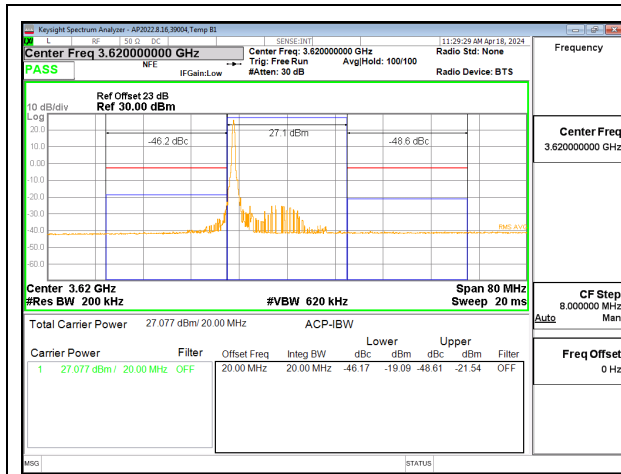 Keysight Spectrum Analyzer - AP2022.8.16,39004,Temp B1
L RF 50 Ω DC SENSE:INT 11:29:29 AM Apr 18, 2024
Center Freq 3.620000000 GHz Center Freq: 3.620000000 GHz Radio Std: None
NFE Trig: Free Run Avg|Hold: 100/100
PASS IFGain:Low #Atten: 30 dB Radio Device: BTS
Ref Offset 23 dB
10 dB/div Ref 30.00 dBm
Log
20.0
10.0
0.00
-10.0
-20.0
-30.0
-40.0
-50.0
-60.0
-46.2 dBc 27.1 dBm -48.6 dBc
RMS AVG
Center 3.62 GHz Span 80 MHz
#Res BW 200 kHz #VBW 620 kHz Sweep 20 ms
Total Carrier Power 27.077 dBm/ 20.00 MHz ACP-IBW
Lower Upper
Carrier Power Filter Offset Freq Integ BW dBc dBm dBc dBm Filter
1 27.077 dBm / 20.00 MHz OFF 20.00 MHz 20.00 MHz -46.17 -19.09 -48.61 -21.54 OFF
MSG STATUS
Frequency
Center Freq
3.620000000 GHz
CF Step
8.000000 MHz
Auto Man
Freq Offset
0 Hz